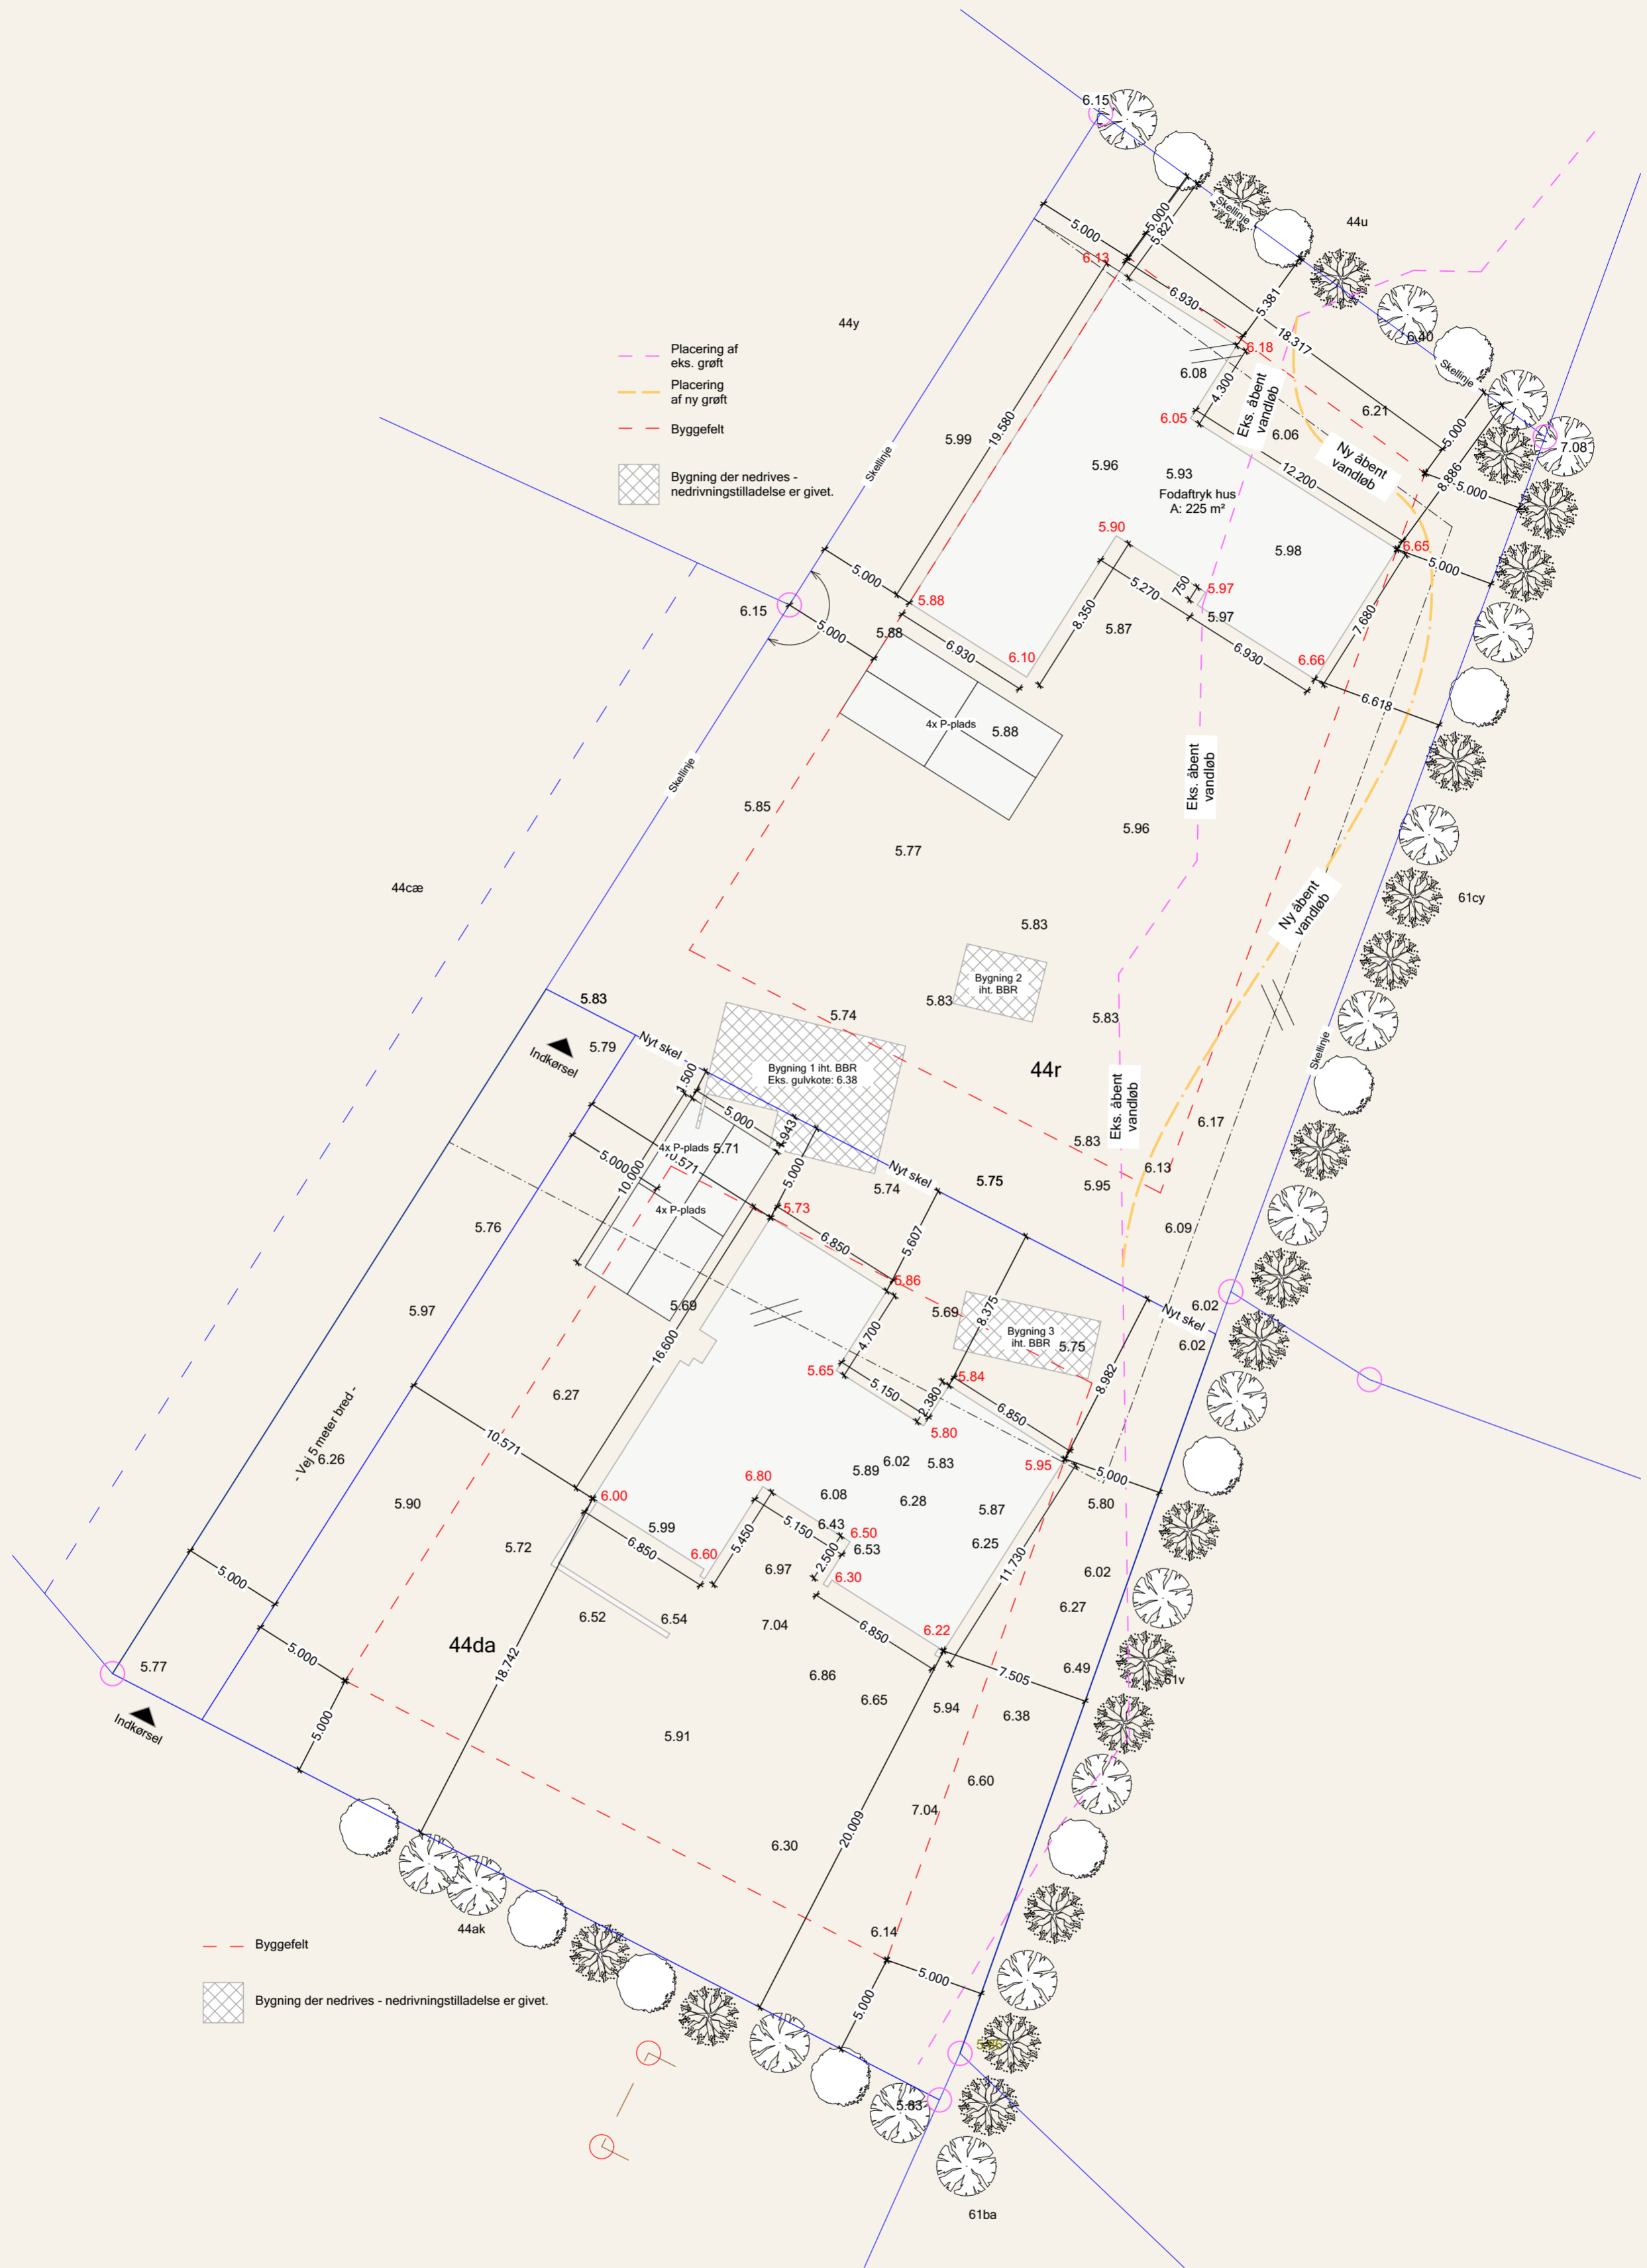 6.15
44u
5.000
5.827
Skellinje
5.000
6.13
6.930
5.381
18.317
6.40
Skellinje
44y
6.18
6.08
4.300
Eks. åbent
vandløb
6.21
5.000
7.08
Placering af
eks. grøft
Placering
af ny grøft
Byggefelt
Bygning der nedrives -
nedrivningstilladelse er givet.
Skellinje
5.99
19.580
6.05
6.06
Ny åbent
vandløb
8.886
5.000
5.96
5.93
12.200
Fodaftryk hus
A: 225 m²
5.90
5.98
6.65
5.000
5.000
5.88
750
5.97
5.97
5.270
7.680
6.15
5.000
5.88
6.930
8.350
5.87
6.930
6.10
6.66
6.618
4x P-plads
5.88
Skellinje
Eks. åbent
vandløb
5.85
5.96
5.77
44cæ
61cy
Ny åbent
vandløb
5.83
Bygning 2
iht. BBR
5.83
5.83
5.74
5.83
Indkørsel
5.79
Nyt skel
1.500
Bygning 1 iht. BBR
Eks. gulvkote: 6.38
44r
Skellinje
Eks. åbent
vandløb
5.000
4x P-plads
5.71
10.571
5.000
10.000
5.000
4x P-plads
5.74
Nyt skel
5.75
5.83
6.17
6.13
5.95
5.73
5.76
6.850
5.607
6.09
5.86
5.97
5.69
5.69
8.375
6.02
Nyt skel
6.02
16.600
4.700
Bygning 3
iht. BBR
5.75
5.65
5.84
8.982
6.27
5.150
2.380
6.850
- Vej 5 meter bred -
6.26
10.571
5.80
5.89
6.02
5.83
5.95
5.000
6.80
6.00
6.08
6.28
5.87
5.80
5.90
5.99
5.150
6.43
6.50
6.53
6.25
5.72
6.850
6.60
5.450
6.97
2.500
6.30
11.730
6.02
5.000
6.52
6.54
7.04
6.850
6.22
6.27
44da
5.000
18.742
6.86
6.65
7.505
6.49
61v
5.77
Indkørsel
5.000
5.91
5.94
6.38
6.60
7.04
20.009
6.30
44ak
6.14
Byggefelt
5.000
5.000
Bygning der nedrives - nedrivningstilladelse er givet.
5.83
61ba